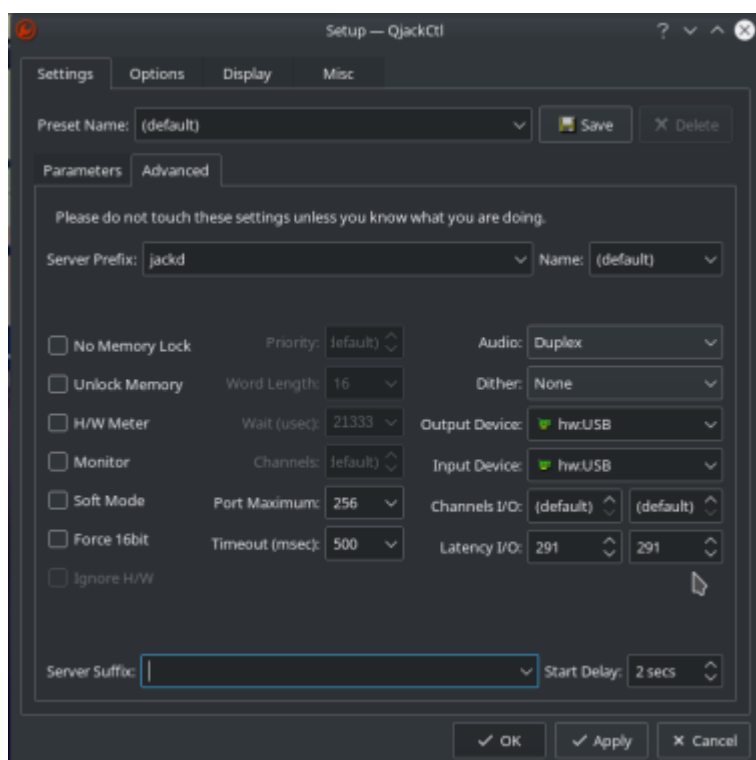 Setup — QjackCtl
Settings Options Display Misc
Preset Name: (default) Save Delete
Parameters Advanced
Please do not touch these settings unless you know what you are doing.
Server Prefix: jackd Name: (default)
No Memory Lock Priority: lefault) Audio: Duplex
Unlock Memory Word Length: 16 Dither: None
H/W Meter Wait (usec): 21333 Output Device: hw:USB
Monitor Channels: lefault) Input Device: hw:USB
Soft Mode Port Maximum: 256 Channels I/O: (default) (default)
Force 16bit Timeout (msec): 500 Latency I/O: 291 291
Ignore H/W
Server Suffix: Start Delay: 2 secs
OK Apply Cancel